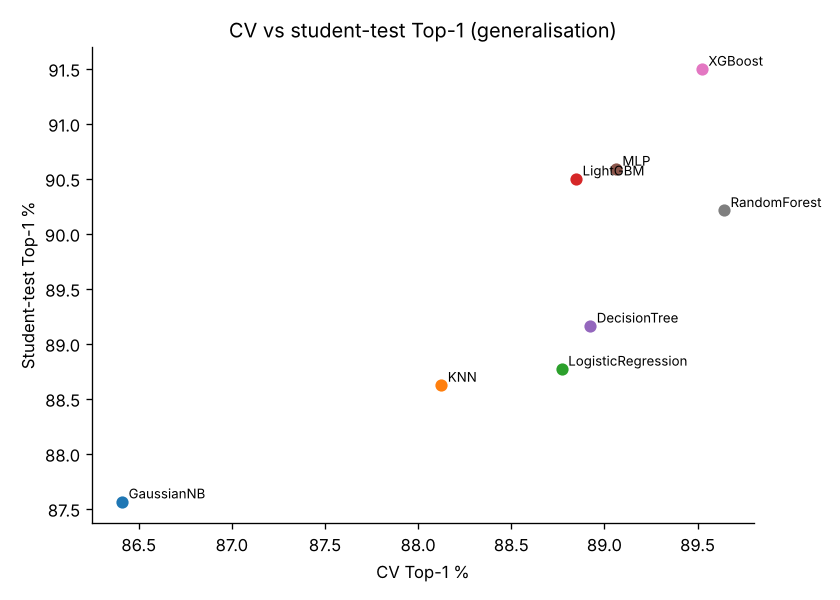 CV vs student-test Top-1 (generalisation)
Student-test Top-1 %
91.5
91.0
90.5
90.0
89.5
89.0
88.5
88.0
87.5
XGBoost
MLP
LightGBM
RandomForest
DecisionTree
LogisticRegression
KNN
GaussianNB
86.5 87.0 87.5 88.0 88.5 89.0 89.5
CV Top-1 %